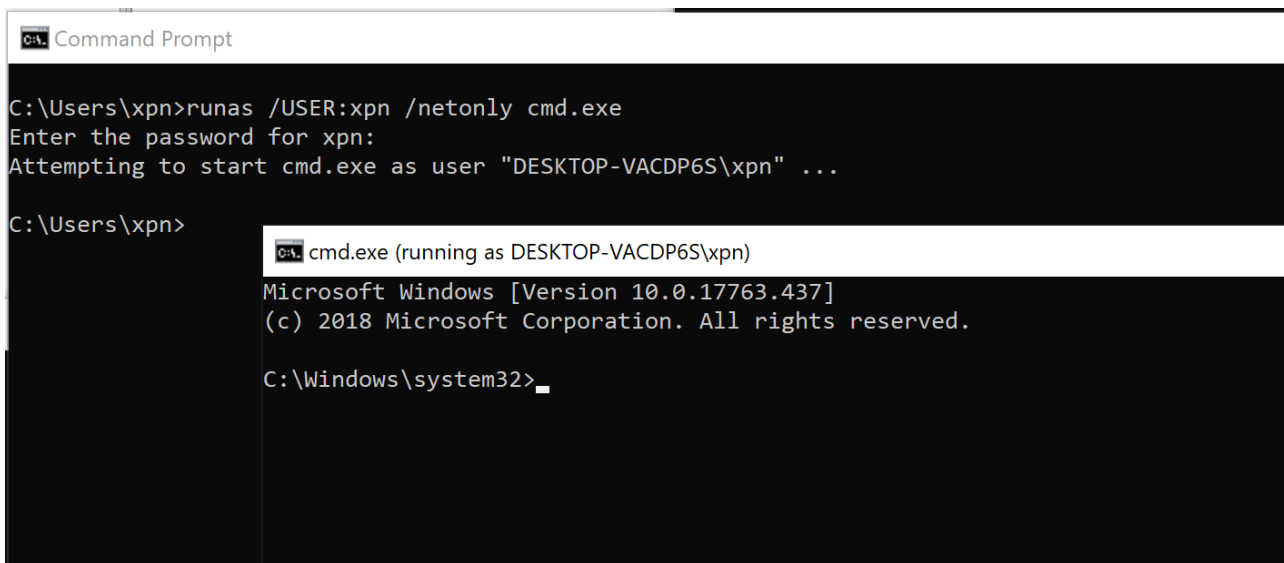 Command Prompt
C:\Users\xpn>runas /USER:xpn /netonly cmd.exe
Enter the password for xpn:
Attempting to start cmd.exe as user "DESKTOP-VACDP6S\xpn" ...
C:\Users\xpn>
cmd.exe (running as DESKTOP-VACDP6S\xpn)
Microsoft Windows [Version 10.0.17763.437]
(c) 2018 Microsoft Corporation. All rights reserved.
C:\Windows\system32>